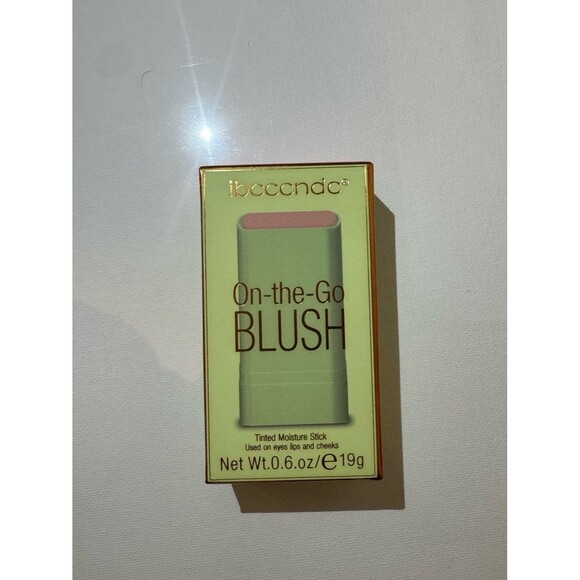 ibcccndc®
On-the-Go
BLUSH
Tinted Moisture Stick
Used on eyes lips and cheeks
Net Wt.0.6.oz/℮19g